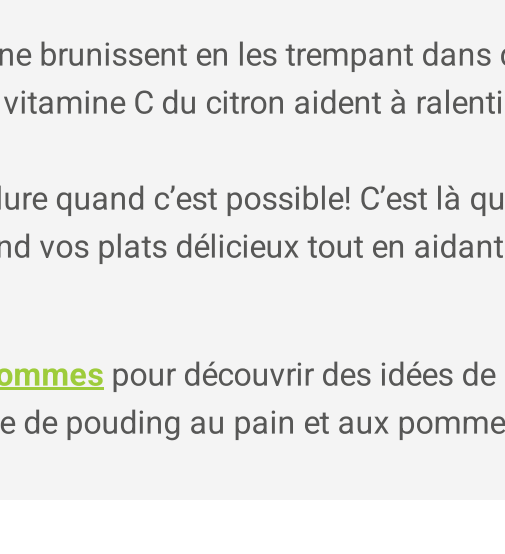 ne brunissent en les trempant dans
vitamine C du citron aident à ralenti
lure quand c’est possible! C’est là qu
nd vos plats délicieux tout en aidant
ommes pour découvrir des idées de
e de pouding au pain et aux pomme